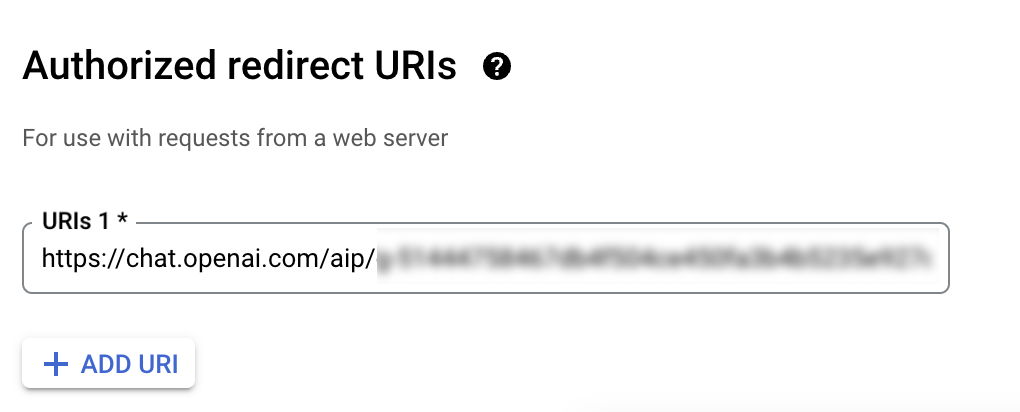 Authorized redirect URIs ?
For use with requests from a web server
URIs 1 *
https://chat.openai.com/aip/
+ ADD URI